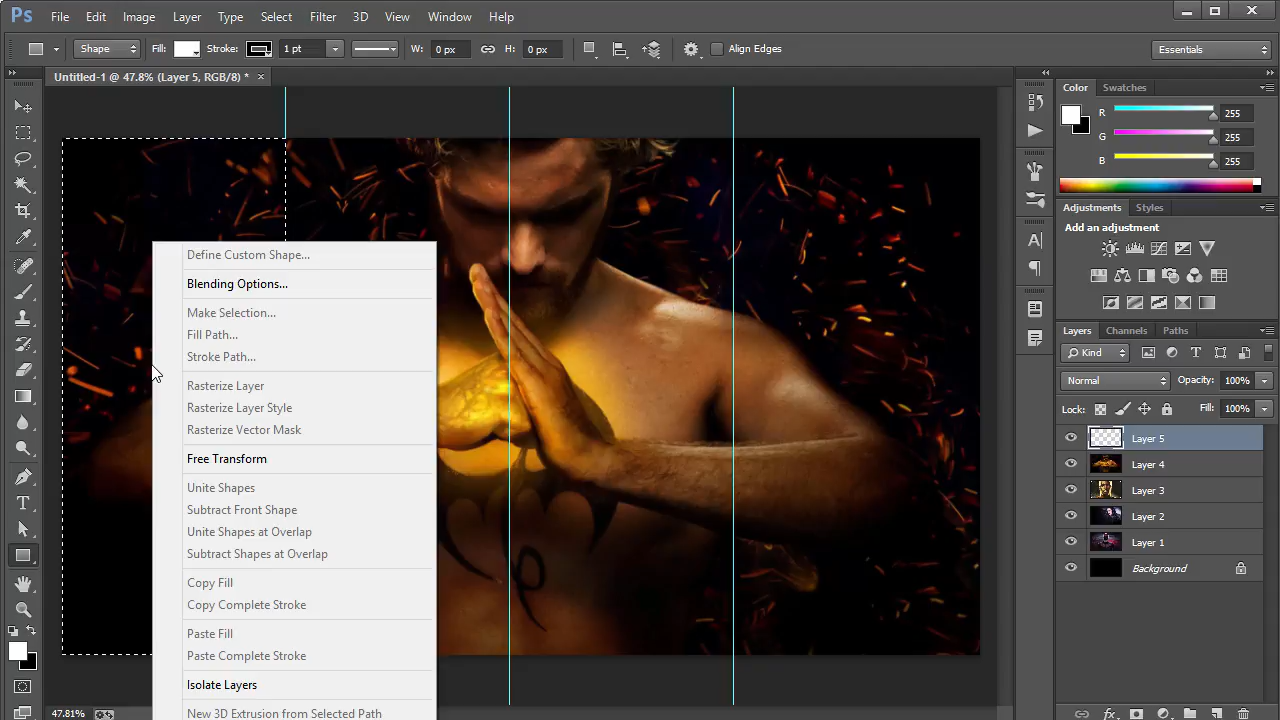 Ps File Edit Image Layer Type Select Filter 3D View Window Help
Shape Fill: Stroke: 1 pt W: 0 px H: 0 px Align Edges Essentials
Untitled-1 @ 47.8% (Layer 5, RGB/8) * ×
Color Swatches
R 255
G 255
B 255
Adjustments Styles
Add an adjustment
Layers Channels Paths
Kind
Normal Opacity: 100%
Lock: Fill: 100%
Layer 5
Layer 4
Layer 3
Layer 2
Layer 1
Background
Define Custom Shape...
Blending Options...
Make Selection...
Fill Path...
Stroke Path...
Rasterize Layer
Rasterize Layer Style
Rasterize Vector Mask
Free Transform
Unite Shapes
Subtract Front Shape
Unite Shapes at Overlap
Subtract Shapes at Overlap
Copy Fill
Copy Complete Stroke
Paste Fill
Paste Complete Stroke
Isolate Layers
New 3D Extrusion from Selected Path
47.81%